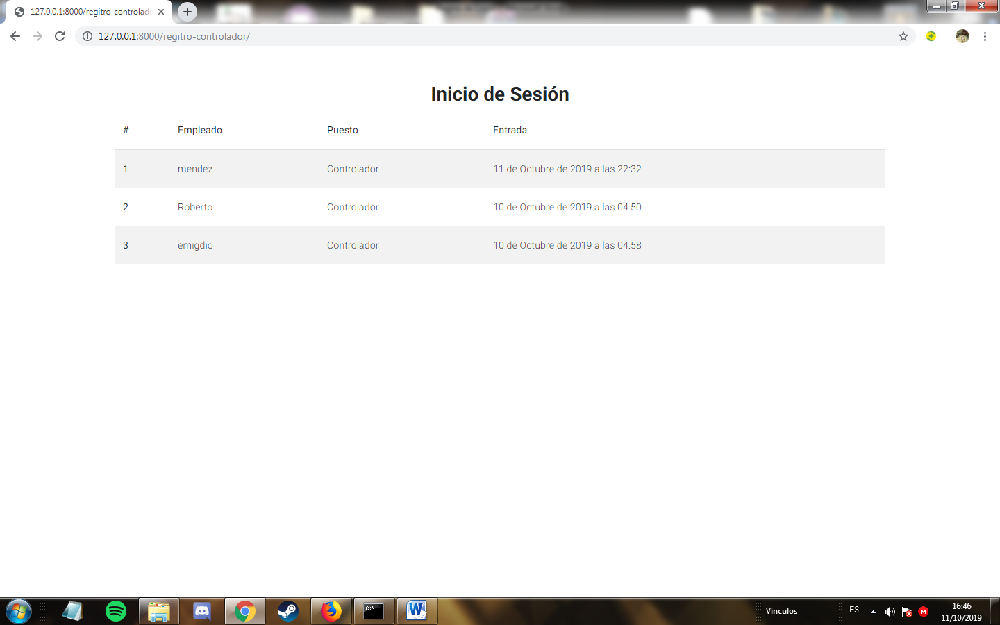 127.0.0.1:8000/regitro-controlado
127.0.0.1:8000/regitro-controlador/
Inicio de Sesión
# Empleado Puesto Entrada
1 mendez Controlador 11 de Octubre de 2019 a las 22:32
2 Roberto Controlador 10 de Octubre de 2019 a las 04:50
3 emigdio Controlador 10 de Octubre de 2019 a las 04:58
Vínculos ES 16:46
11/10/2019